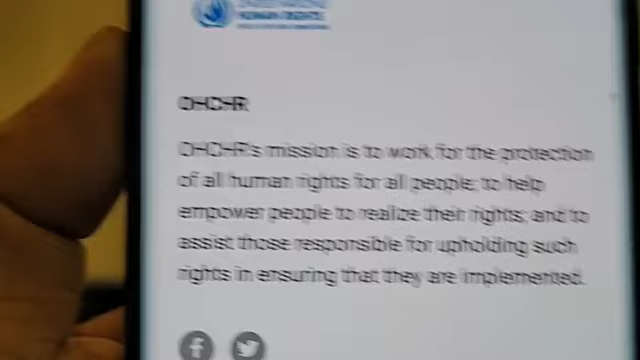 HUMAN RIGHTS
OHCHR
OHCHR's mission is to work for the protection
of all human rights for all people; to help
empower people to realize their rights; and to
assist those responsible for upholding such
rights in ensuring that they are implemented.